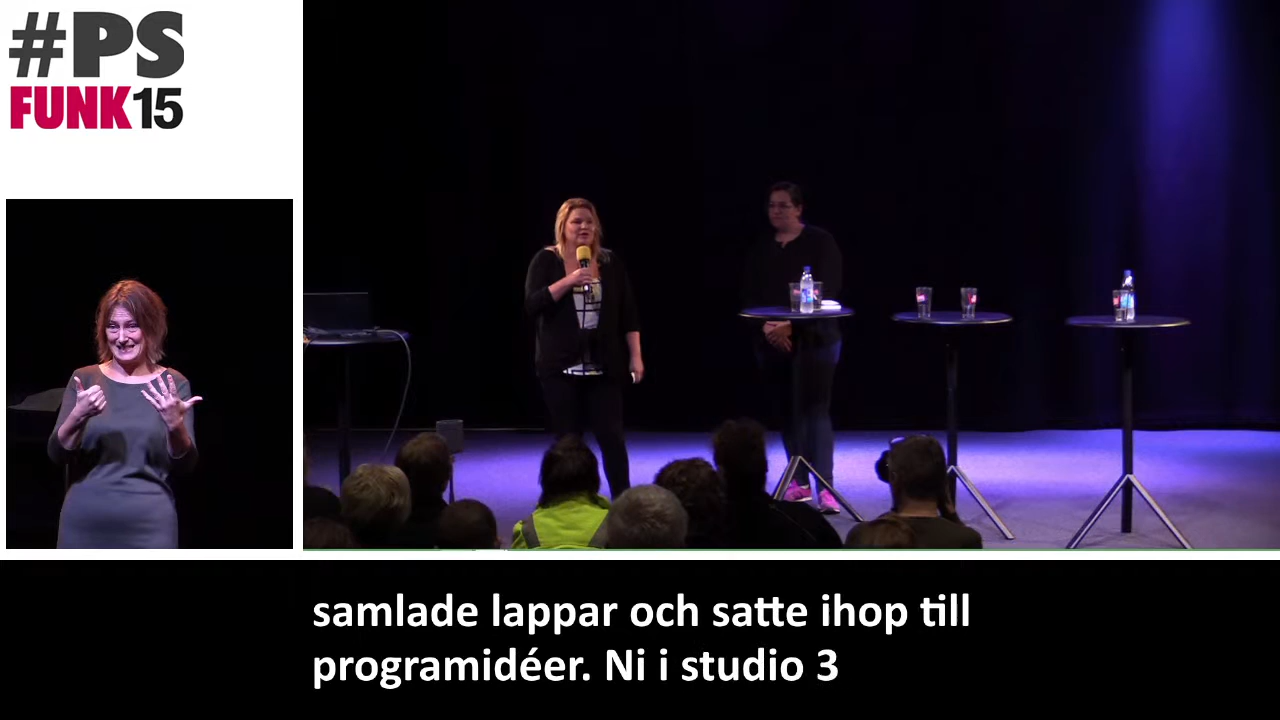 #PS
FUNK15
samlade lappar och satte ihop till
programidéer. Ni i studio 3